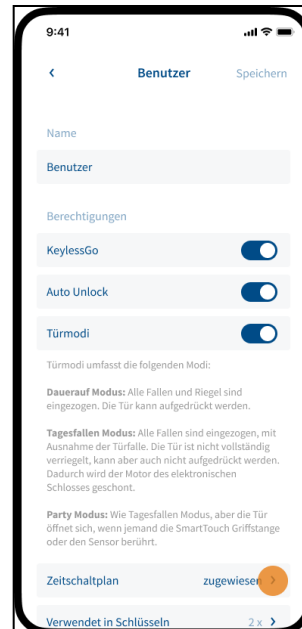 9:41
Benutzer Speichern
Name
Benutzer
Berechtigungen
KeylessGo
Auto Unlock
Türmodi
Türmodi umfasst die folgenden Modi:
Dauerauf Modus: Alle Fallen und Riegel sind
eingezogen. Die Tür kann aufgedrückt werden.
Tagesfallen Modus: Alle Fallen sind eingezogen, mit
Ausnahme der Türfalle. Die Tür ist nicht vollständig
verriegelt, kann aber auch nicht aufgedrückt werden.
Dadurch wird der Motor des elektronischen
Schlosses geschont.
Party Modus: Wie Tagesfallen Modus, aber die Tür
öffnet sich, wenn jemand die SmartTouch Griffstange
oder den Sensor berührt.
Zeitschaltplan zugewiesen
Verwendet in Schlüsseln 2 x